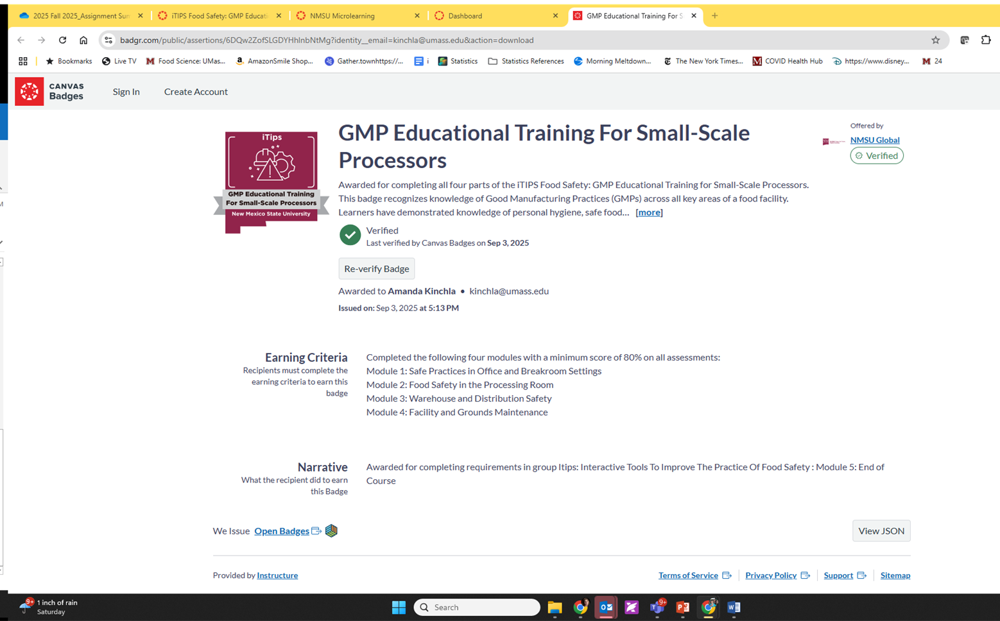 2025 Fall 2025_Assignment Sum
iTIPS Food Safety: GMP Educati
NMSU Microlearning
Dashboard
GMP Educational Training For S
badgr.com/public/assertions/6DQw2ZofSLGDYHhlnbNtMg?identity__email=kinchla@umass.edu&action=download
Bookmarks
Live TV
Food Science: UMas...
AmazonSmile Shop...
Gather.townhttps://...
i
Statistics
Statistics References
Morning Meltdown...
The New York Times...
COVID Health Hub
https://www.disney...
24
CANVAS
Badges
Sign In
Create Account
iTips
GMP Educational Training
For Small-Scale Processors
New Mexico State University
GMP Educational Training For Small-Scale
Processors
Offered by
NMSU Global
Verified
Awarded for completing all four parts of the iTIPS Food Safety: GMP Educational Training for Small-Scale Processors.
This badge recognizes knowledge of Good Manufacturing Practices (GMPs) across all key areas of a food facility.
Learners have demonstrated knowledge of personal hygiene, safe food... [more]
Verified
Last verified by Canvas Badges on Sep 3, 2025
Re-verify Badge
Awarded to Amanda Kinchla • kinchla@umass.edu
Issued on: Sep 3, 2025 at 5:13 PM
Earning Criteria
Recipients must complete the
earning criteria to earn this
badge
Completed the following four modules with a minimum score of 80% on all assessments:
Module 1: Safe Practices in Office and Breakroom Settings
Module 2: Food Safety in the Processing Room
Module 3: Warehouse and Distribution Safety
Module 4: Facility and Grounds Maintenance
Narrative
What the recipient did to earn
this Badge
Awarded for completing requirements in group Itips: Interactive Tools To Improve The Practice Of Food Safety : Module 5: End of
Course
We Issue Open Badges
View JSON
Provided by Instructure
Terms of Service
Privacy Policy
Support
Sitemap
9+
1 inch of rain
Saturday
Search
9+